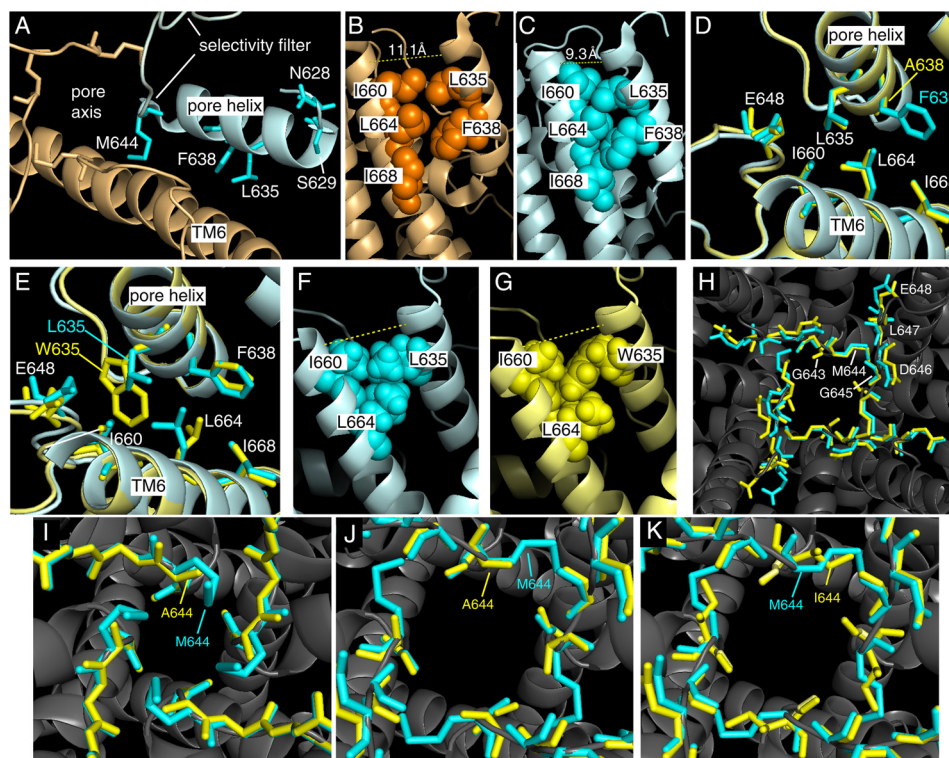 A
selectivity filter
pore
axis
N628
pore helix
M644
F638
L635
S629
TM6
B
11.1Å
I660
L635
L664
F638
I668
C
9.3Å
I660
L635
L664
F638
I668
D
pore helix
A638
F63
E648
L635
I660
L664
I66
TM6
E
pore helix
L635
W635
F638
E648
L664
I660
I668
TM6
F
I660
L635
L664
G
I660
W635
L664
H
E648
L647
G643
M644
D646
G645
I
A644
M644
J
M644
A644
K
M644
I644